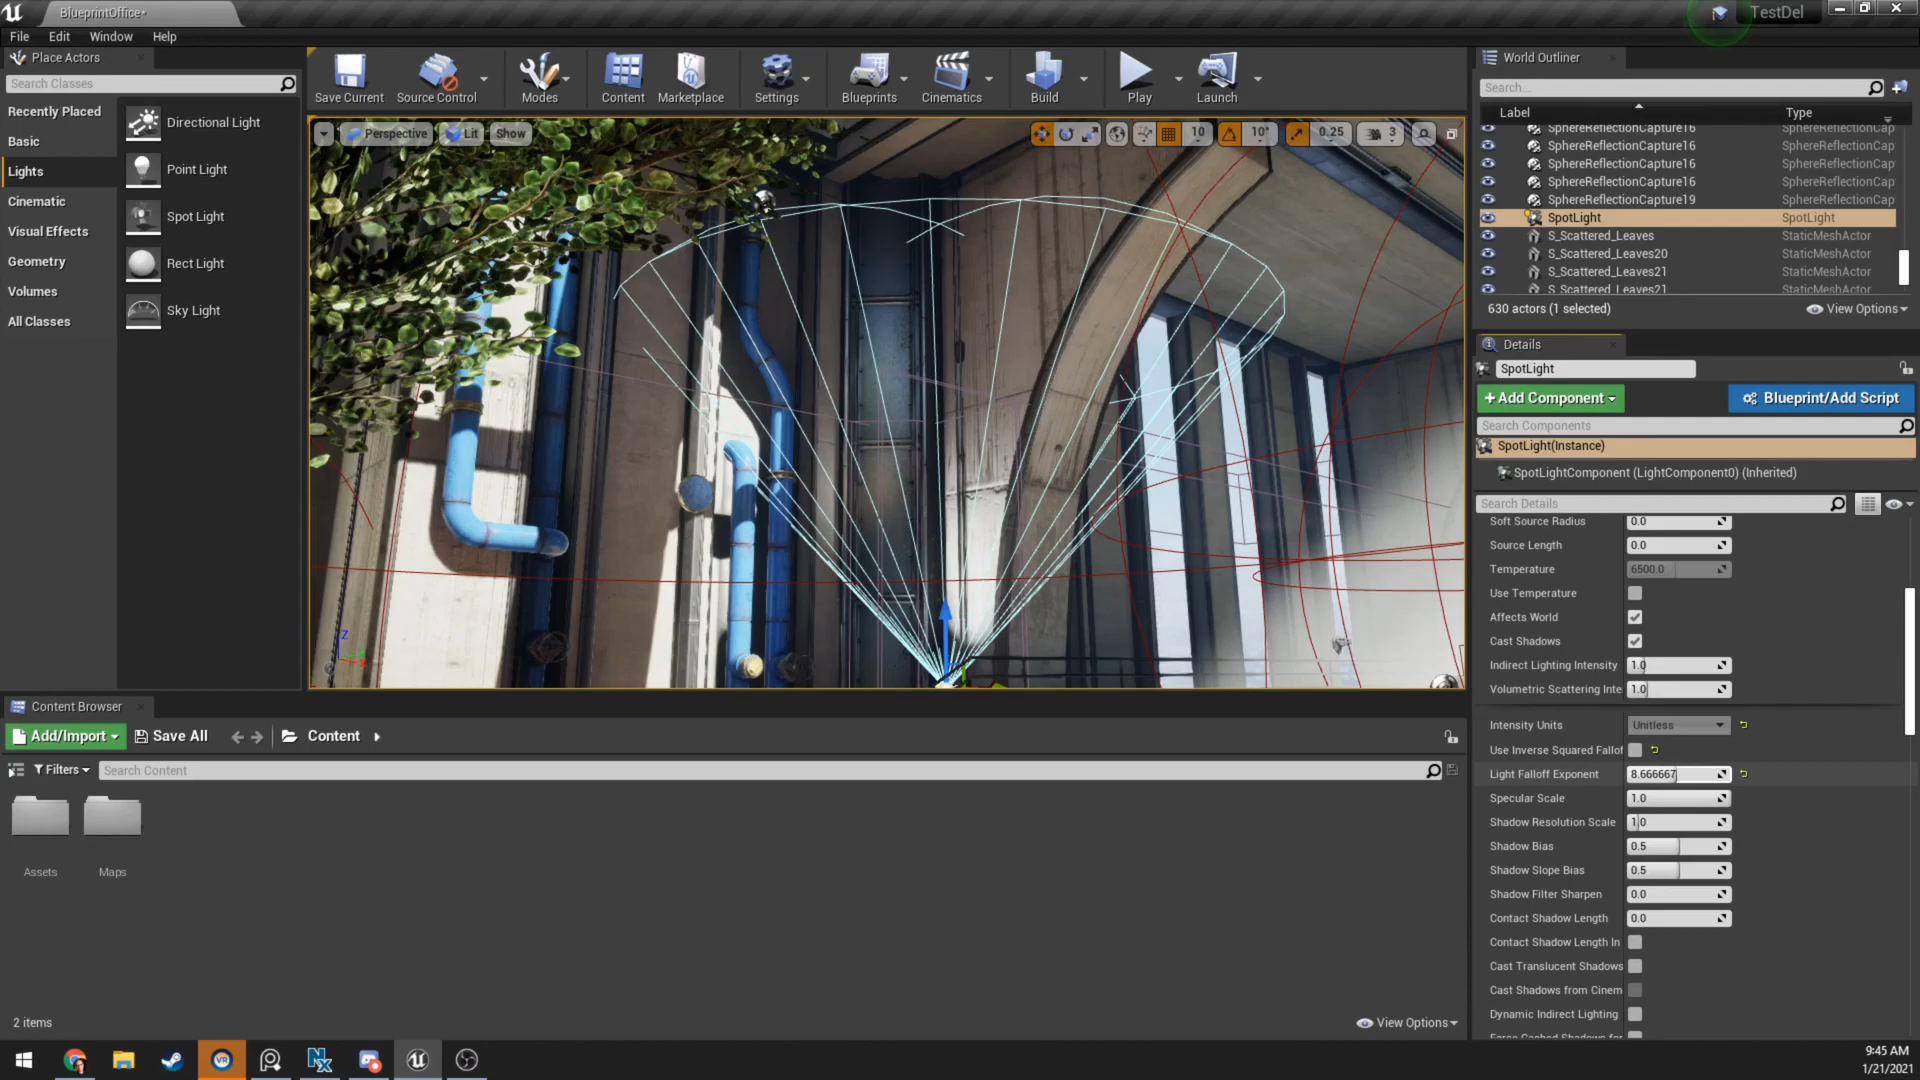 BlueprintOffice*
TestDel
File Edit Window Help
Place Actors
Search Classes
Recently Placed
Basic
Lights
Cinematic
Visual Effects
Geometry
Volumes
All Classes
Directional Light
Point Light
Spot Light
Rect Light
Sky Light
Save Current
Source Control
Modes
Content
Marketplace
Settings
Blueprints
Cinematics
Build
Play
Launch
Perspective Lit Show
10 10° 0.25 3
Z
World Outliner
Search...
Label Type
SphereReflectionCapture16 SphereReflectionCap
SphereReflectionCapture16 SphereReflectionCap
SphereReflectionCapture16 SphereReflectionCap
SphereReflectionCapture16 SphereReflectionCap
SphereReflectionCapture19 SphereReflectionCap
SpotLight SpotLight
S_Scattered_Leaves StaticMeshActor
S_Scattered_Leaves20 StaticMeshActor
S_Scattered_Leaves21 StaticMeshActor
S_Scattered_Leaves21 StaticMeshActor
630 actors (1 selected) View Options
Details
SpotLight
+Add Component Blueprint/Add Script
Search Components
SpotLight(Instance)
SpotLightComponent (LightComponent0) (Inherited)
Search Details
Soft Source Radius 0.0
Source Length 0.0
Temperature 6500.0
Use Temperature
Affects World
Cast Shadows
Indirect Lighting Intensity 1.0
Volumetric Scattering Inte 1.0
Intensity Units Unitless
Use Inverse Squared Fallof
Light Falloff Exponent 8.666667
Specular Scale 1.0
Shadow Resolution Scale 1.0
Shadow Bias 0.5
Shadow Slope Bias 0.5
Shadow Filter Sharpen 0.0
Contact Shadow Length 0.0
Contact Shadow Length In
Cast Translucent Shadows
Cast Shadows from Cinem
Dynamic Indirect Lighting
Force Cached Shadows for
Content Browser
Add/Import Save All Content
Filters Search Content
Assets Maps
2 items View Options
VR
9:45 AM
1/21/2021